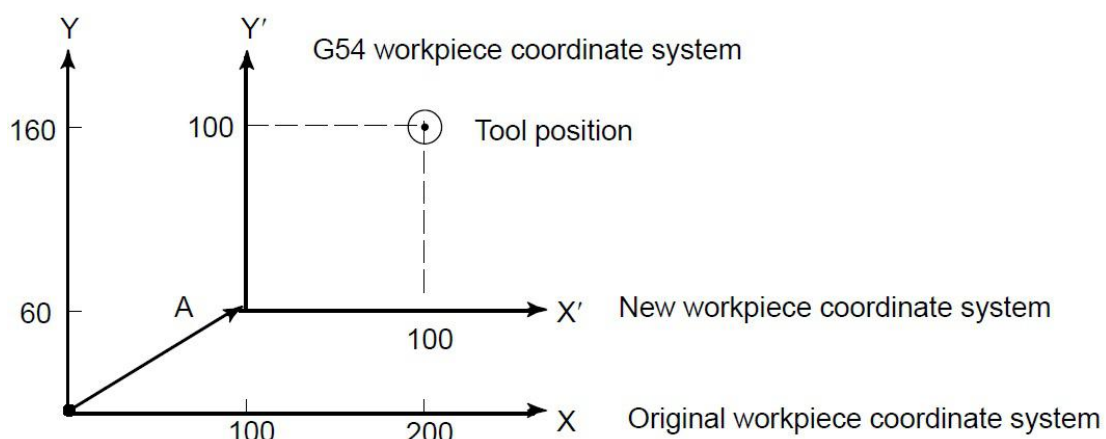 Y
Y′
G54 workpiece coordinate system
160
100
Tool position
60
A
X′
New workpiece coordinate system
100
X
Original workpiece coordinate system
100
200